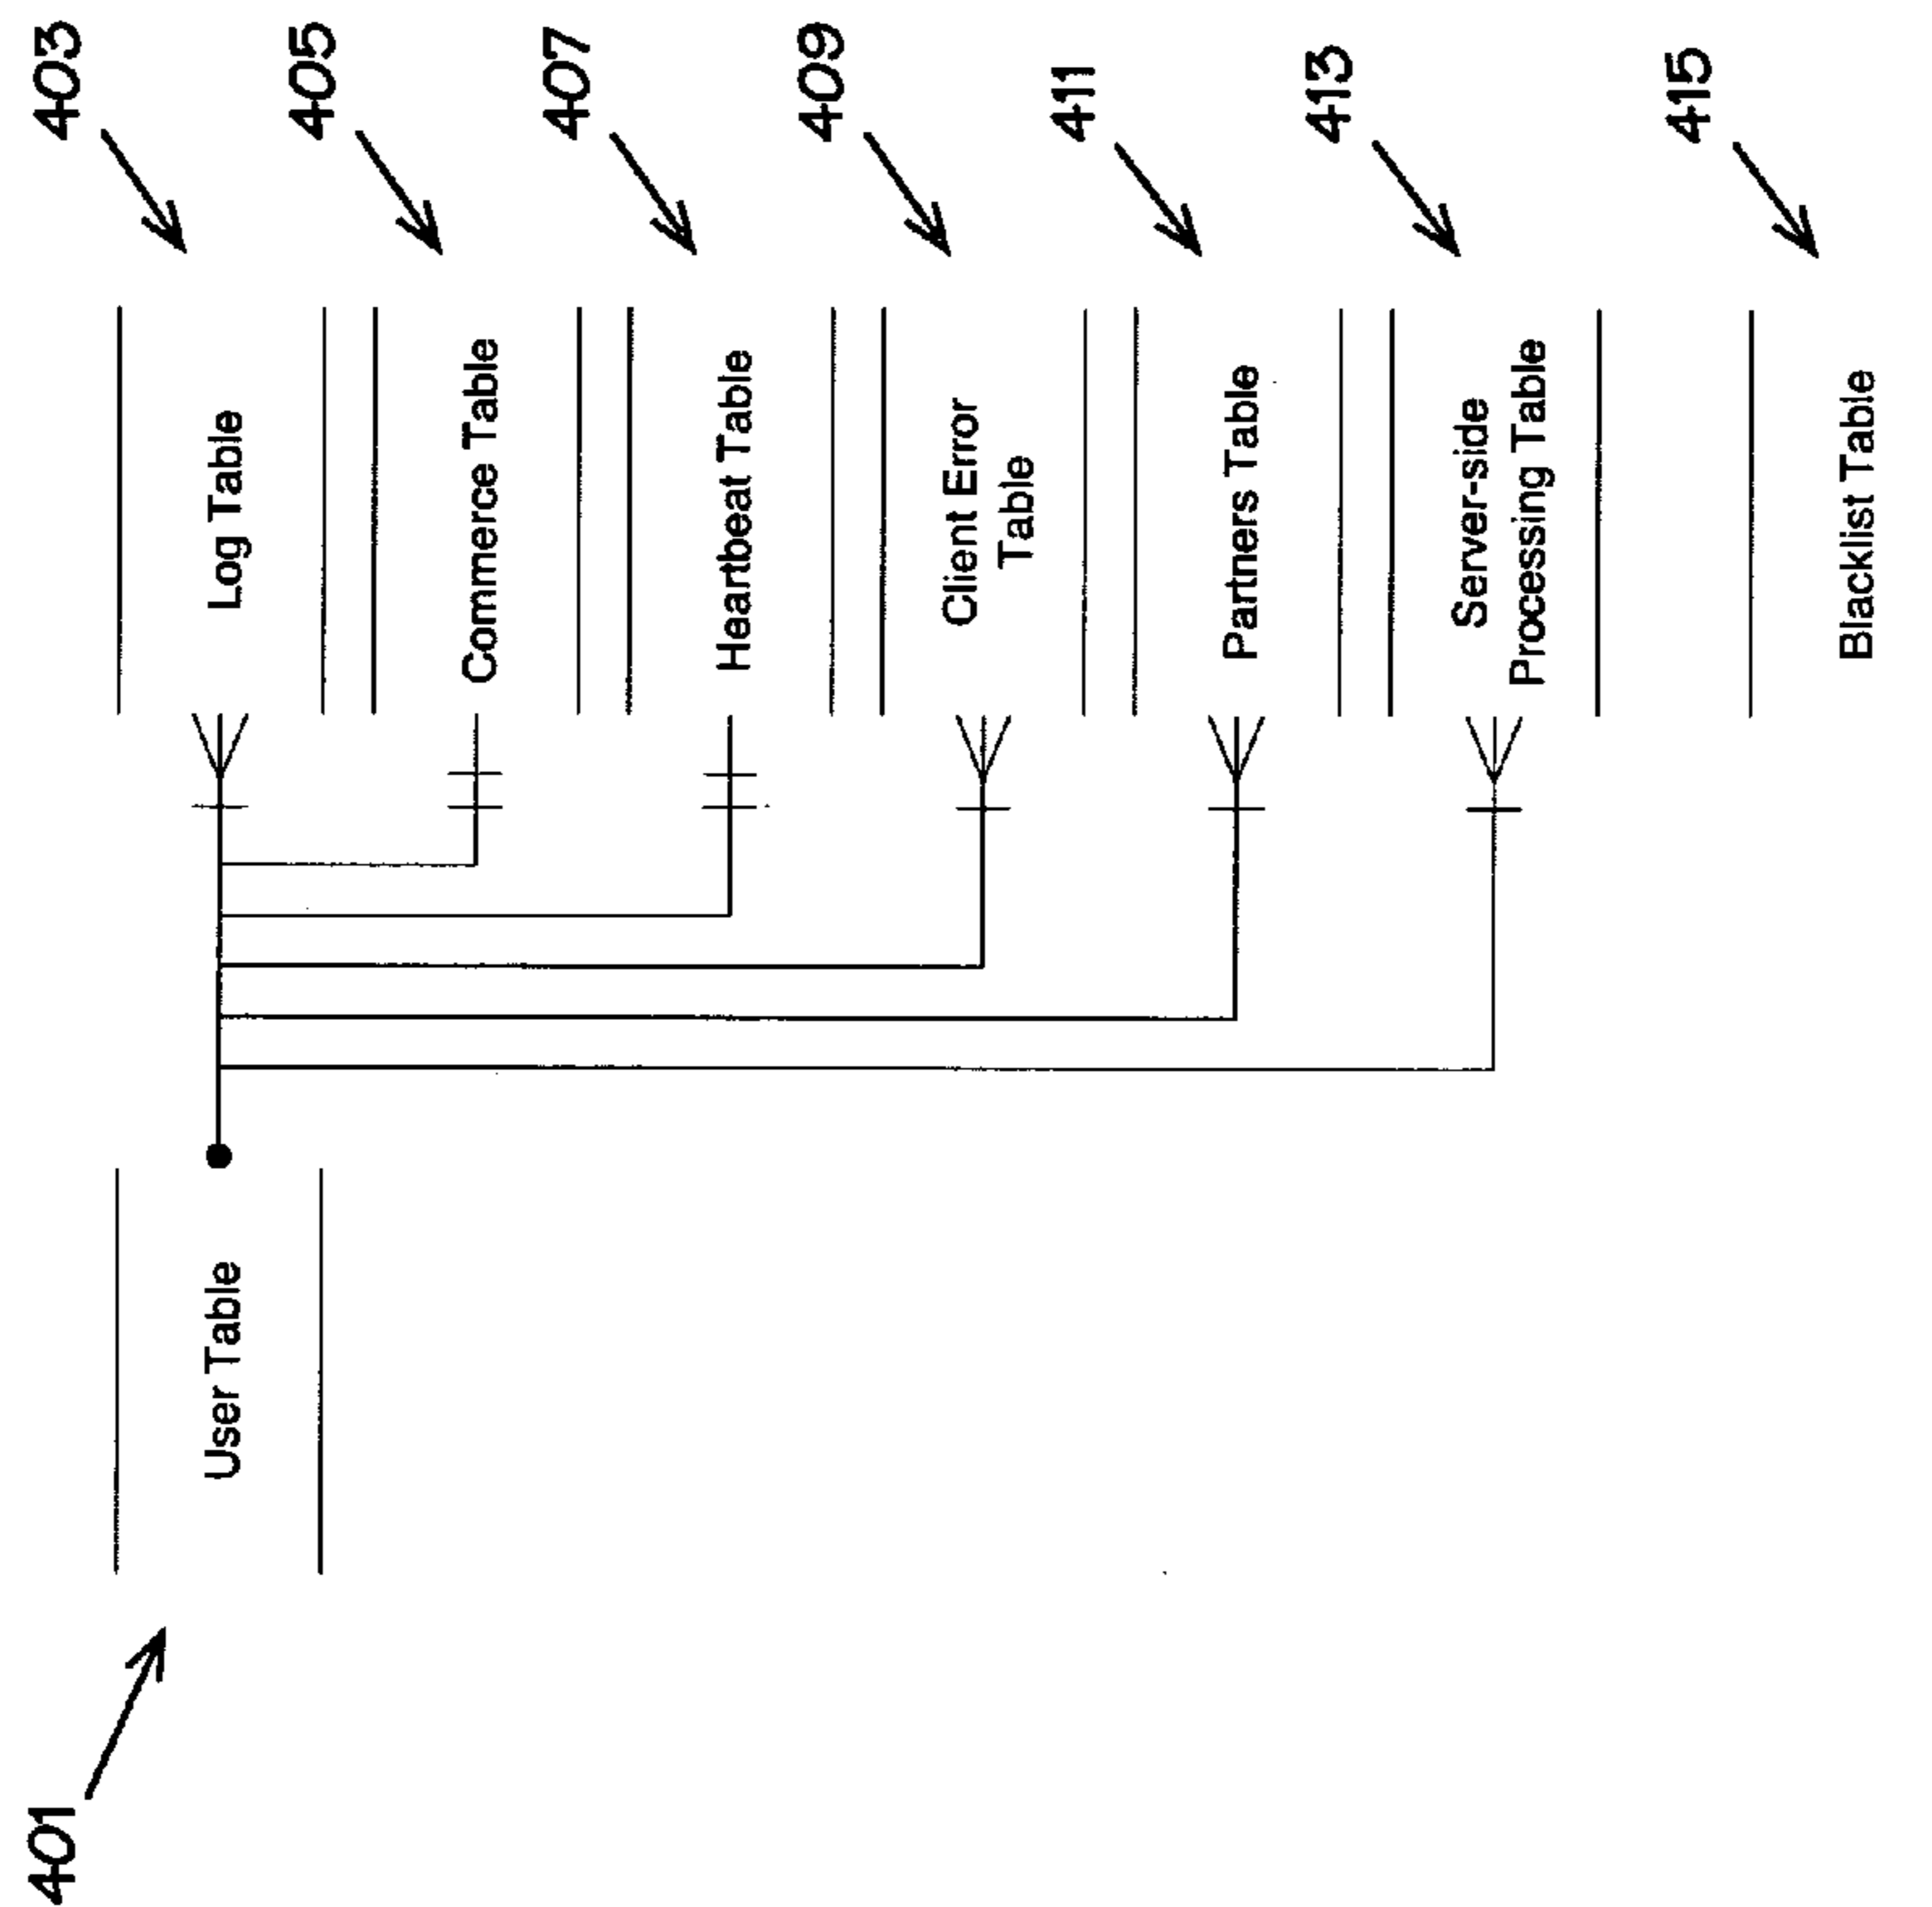 401
User Table
403
Log Table
405
Commerce Table
407
Heartbeat Table
409
Client Error
Table
411
Partners Table
413
Server-side
Processing Table
415
Blacklist Table